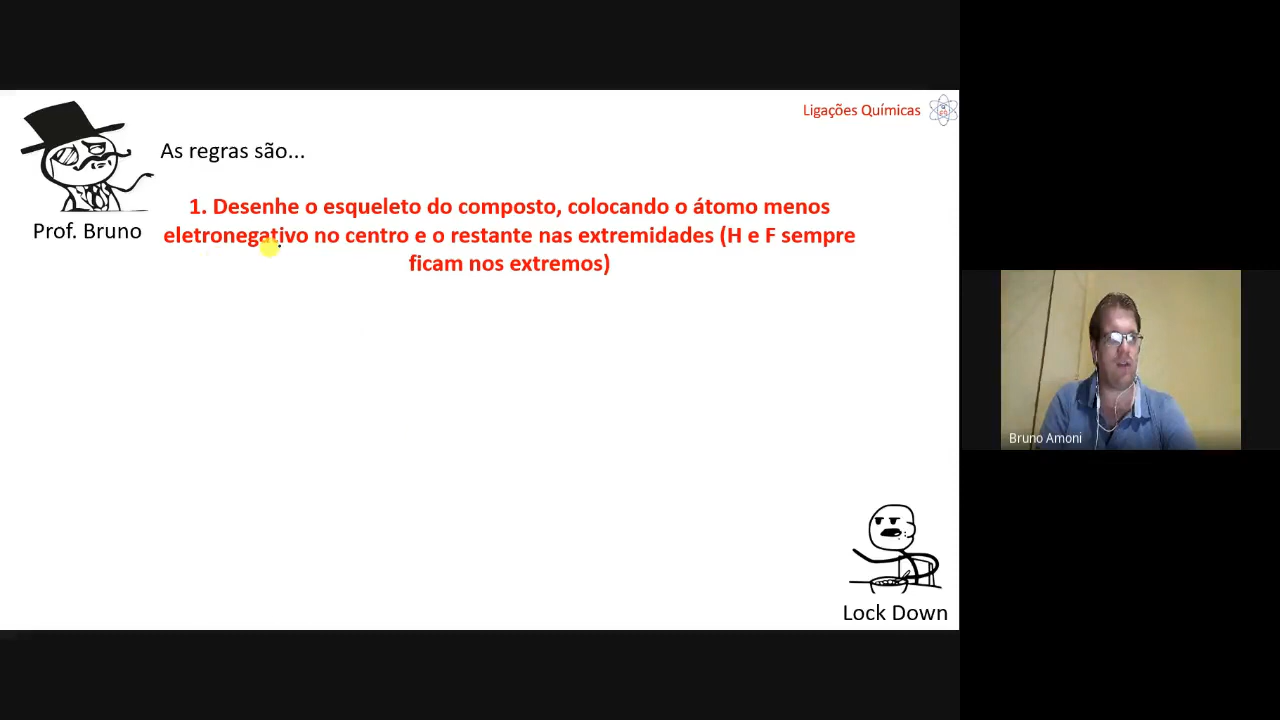 Ligações Químicas
As regras são...
1. Desenhe o esqueleto do composto, colocando o átomo menos
eletronegativo no centro e o restante nas extremidades (H e F sempre
ficam nos extremos)
Prof. Bruno
Bruno Amoni
Lock Down